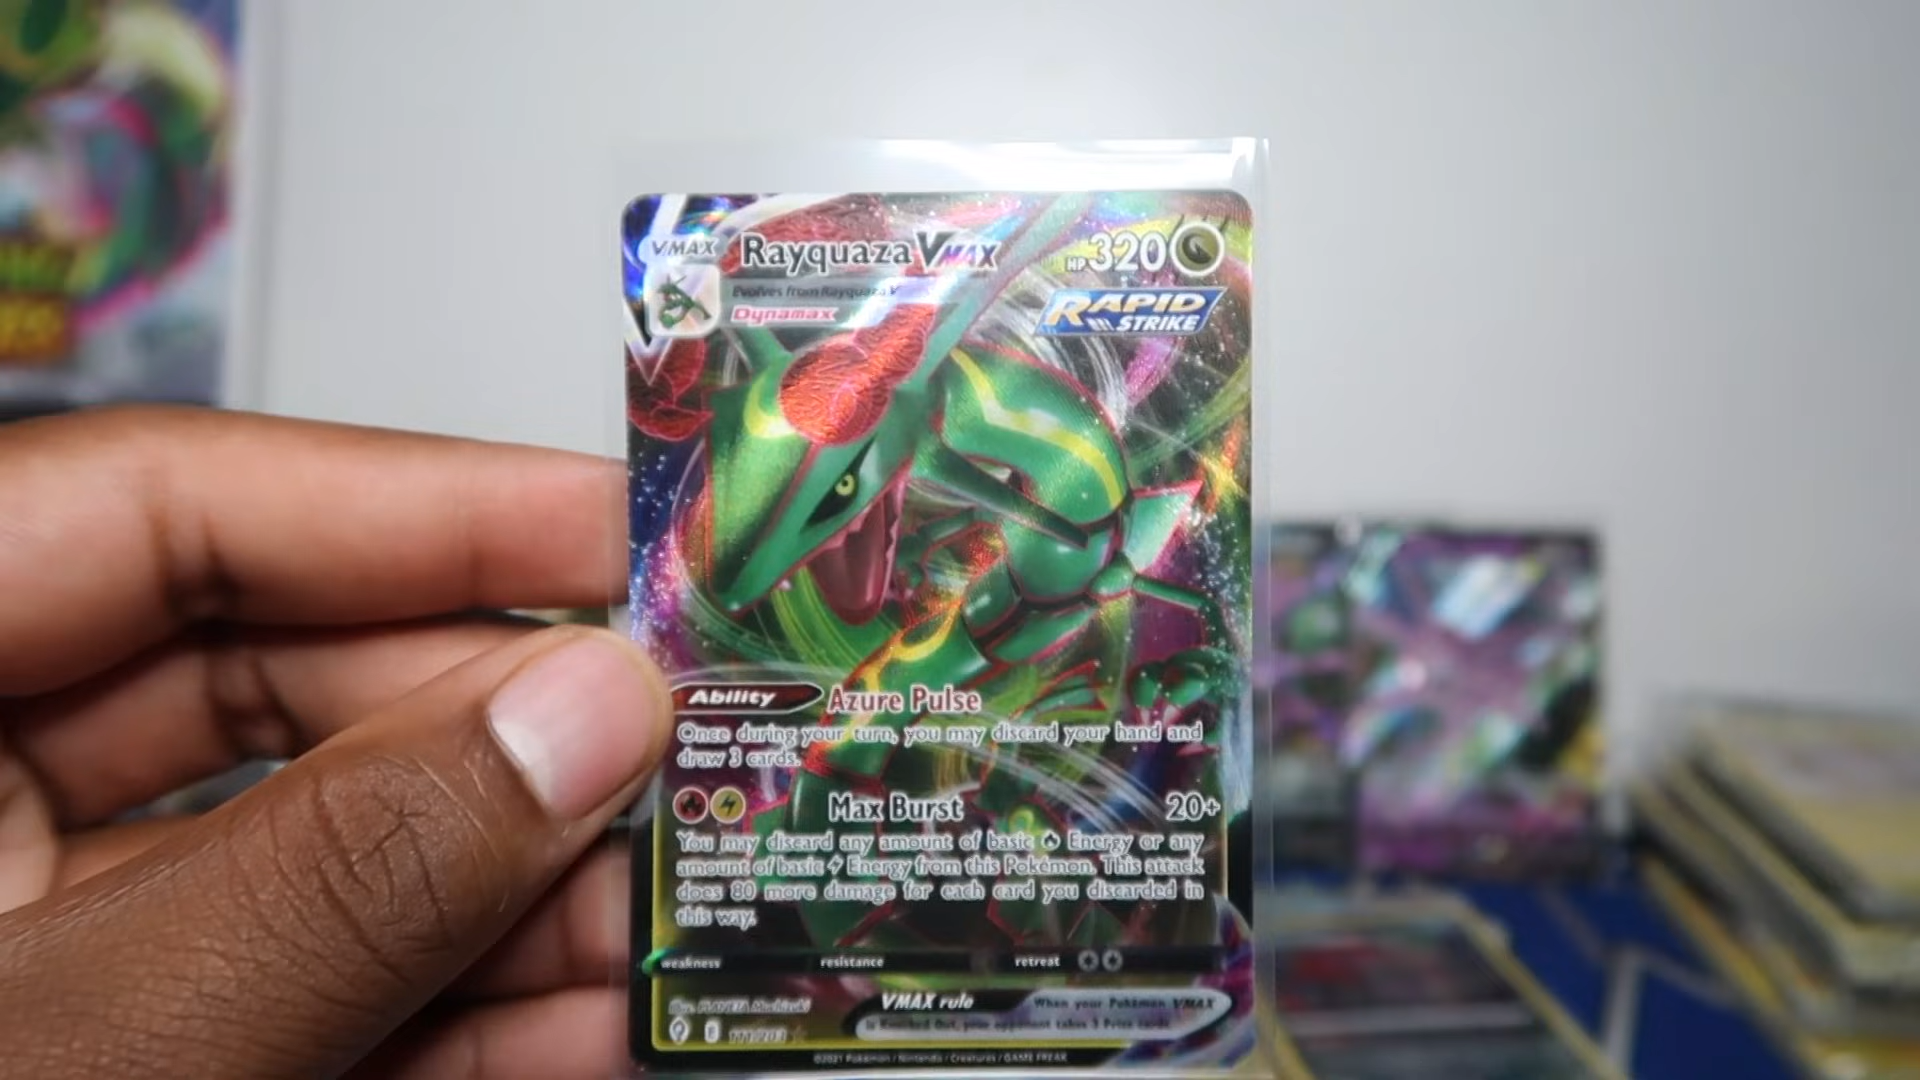 VMAX Rayquaza VMAX HP 320
Evolves from Rayquaza V
Dynamax
RAPID
STRIKE
Ability Azure Pulse
Once during your turn, you may discard your hand and
draw 3 cards.
Max Burst 20+
You may discard any amount of basic Energy or any
amount of basic Energy from this Pokémon. This attack
does 80 more damage for each card you discarded in
this way.
weakness resistance retreat
Illus. PLANETA Mochizuki
VMAX rule When your Pokémon VMAX
is Knocked Out, your opponent takes 3 Prize cards.
E 111/203
©2021 Pokémon / Nintendo / Creatures / GAME FREAK